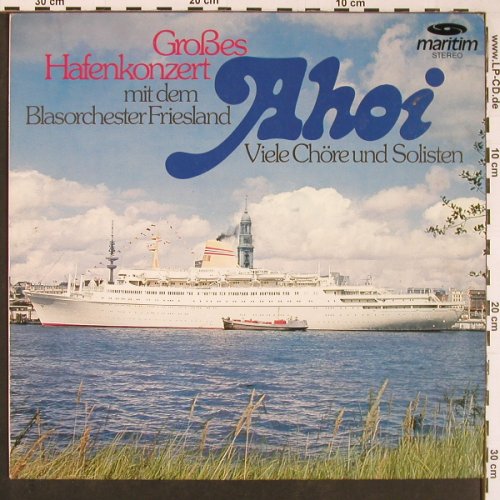 30 cm
20 cm
10 cm
Großes
Hafenkonzert
mit dem
Blasorchester Friesland
Ahoi
Viele Chöre und Solisten
maritim
STEREO
www.LP-CD.de
10 cm
20 cm
30 cm